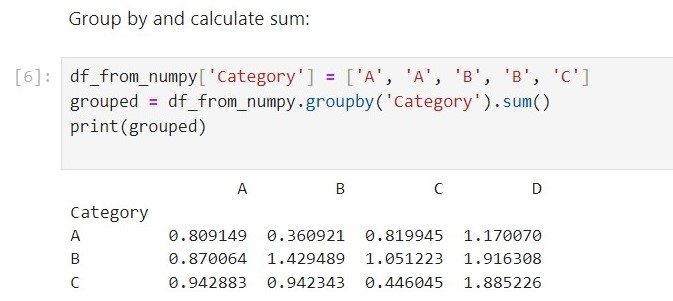 Group by and calculate sum:
[6]: df_from_numpy['Category'] = ['A', 'A', 'B', 'B', 'C']
grouped = df_from_numpy.groupby('Category').sum()
print(grouped)
A B C D
Category
A 0.809149 0.360921 0.819945 1.170070
B 0.870064 1.429489 1.051223 1.916308
C 0.942883 0.942343 0.446045 1.885226